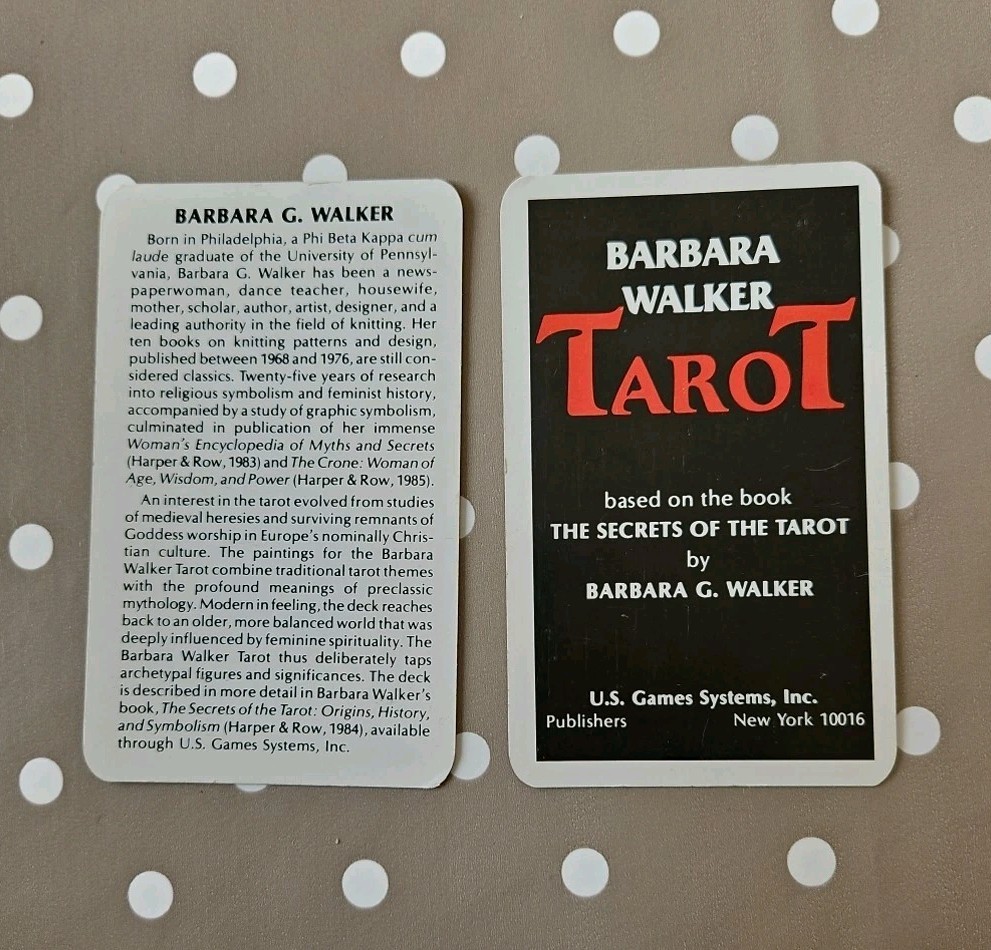 BARBARA G. WALKER
Born in Philadelphia, a Phi Beta Kappa cum
laude graduate of the University of Pennsyl-
vania, Barbara G. Walker has been a news-
paperwoman, dance teacher, housewife,
mother, scholar, author, artist, designer, and a
leading authority in the field of knitting. Her
ten books on knitting patterns and design,
published between 1968 and 1976, are still con-
sidered classics. Twenty-five years of research
into religious symbolism and feminist history,
accompanied by a study of graphic symbolism,
culminated in publication of her immense
Woman's Encyclopedia of Myths and Secrets
(Harper & Row, 1983) and The Crone: Woman of
Age, Wisdom, and Power (Harper & Row, 1985).
An interest in the tarot evolved from studies
of medieval heresies and surviving remnants of
Goddess worship in Europe's nominally Chris-
tian culture. The paintings for the Barbara
Walker Tarot combine traditional tarot themes
with the profound meanings of preclassic
mythology. Modern in feeling, the deck reaches
back to an older, more balanced world that was
deeply influenced by feminine spirituality. The
Barbara Walker Tarot thus deliberately taps
archetypal figures and significances. The deck
is described in more detail in Barbara Walker's
book, The Secrets of the Tarot: Origins, History,
and Symbolism (Harper & Row, 1984), available
through U.S. Games Systems, Inc.
BARBARA
WALKER
TAROT
based on the book
THE SECRETS OF THE TAROT
by
BARBARA G. WALKER
U.S. Games Systems, Inc.
Publishers New York 10016